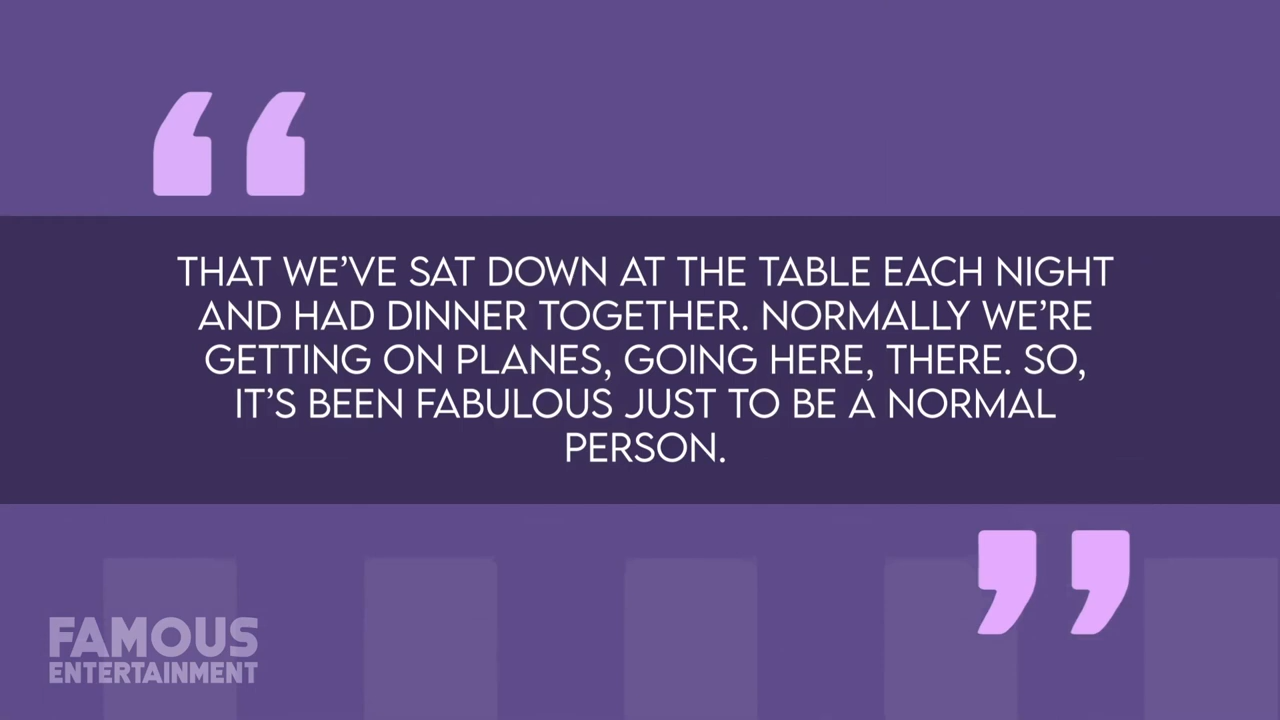 THAT WE'VE SAT DOWN AT THE TABLE EACH NIGHT
AND HAD DINNER TOGETHER. NORMALLY WE'RE
GETTING ON PLANES, GOING HERE, THERE. SO,
IT'S BEEN FABULOUS JUST TO BE A NORMAL
PERSON.
FAMOUS
ENTERTAINMENT